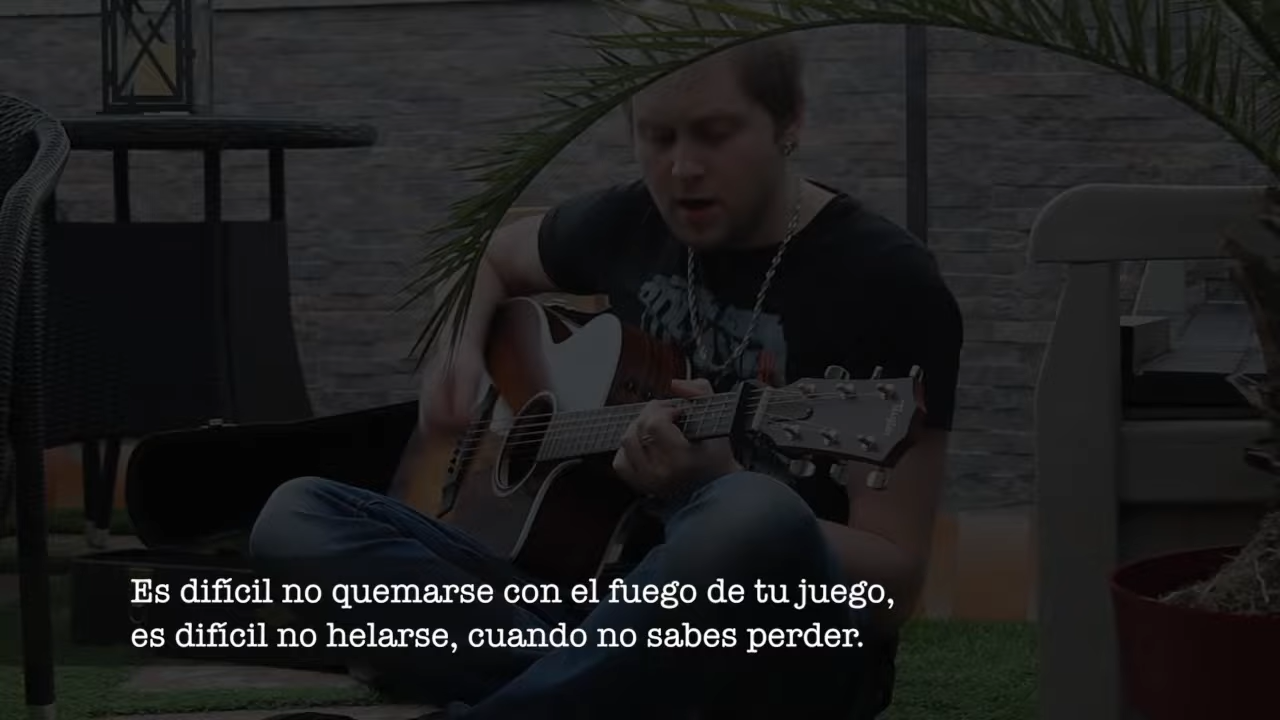 Es difícil no quemarse con el fuego de tu juego,
es difícil no helarse, cuando no sabes perder.